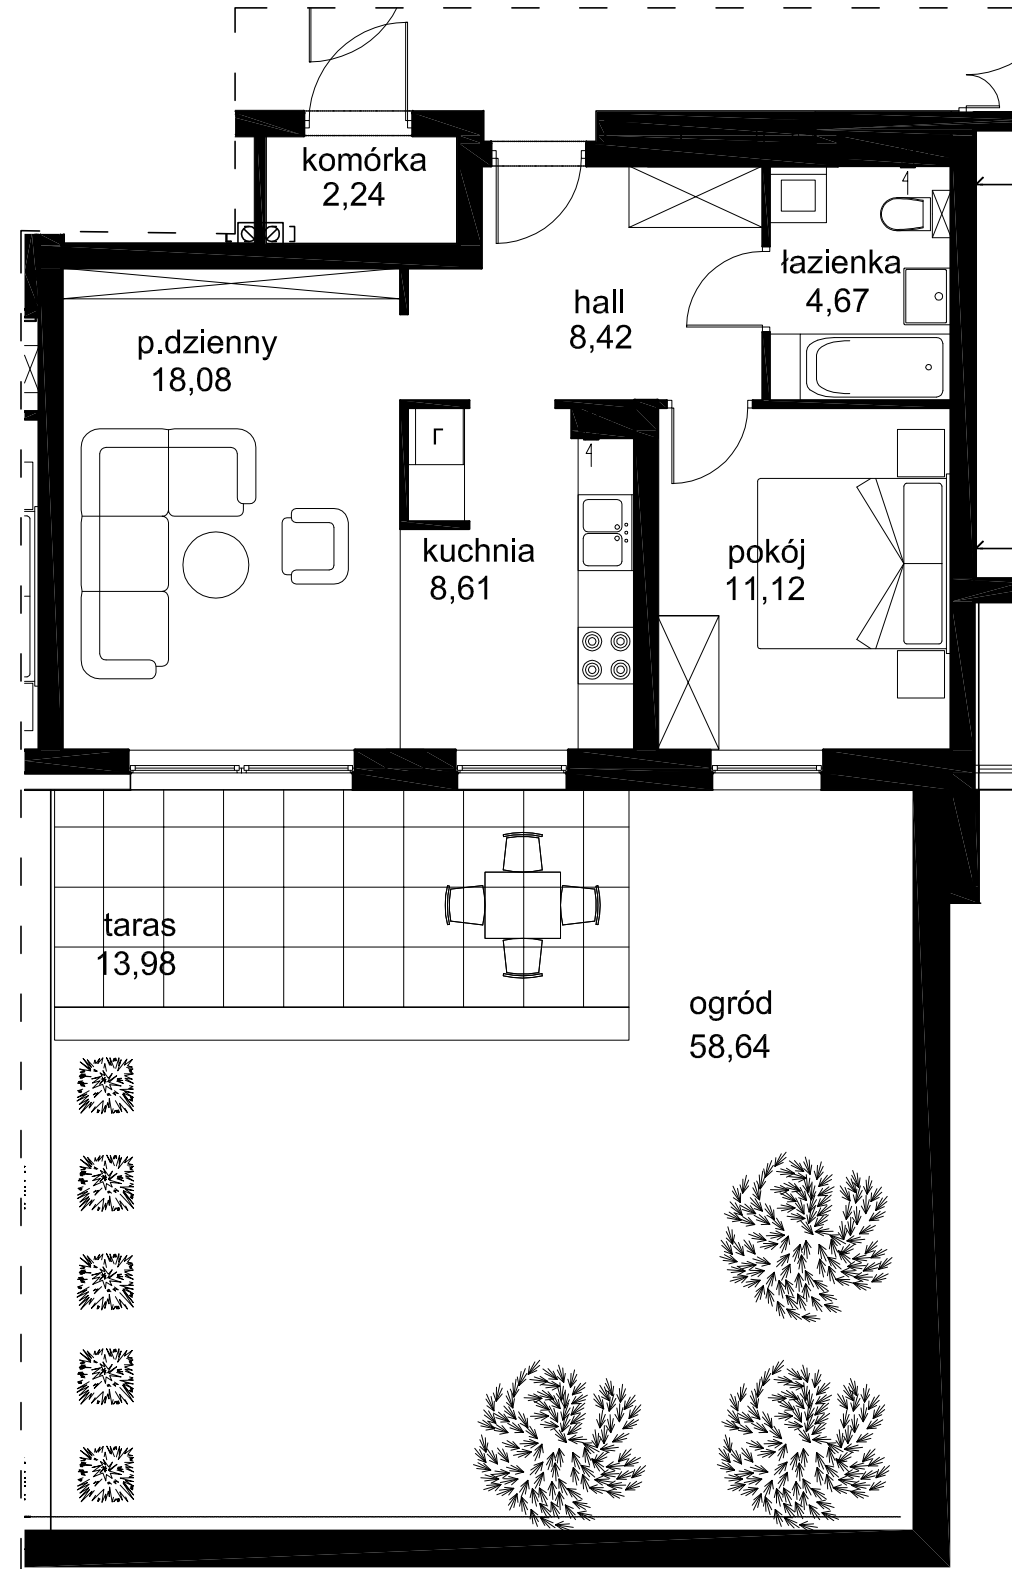 komórka
2,24
łazienka
4,67
hall
8,42
p.dzienny
18,08
Γ
kuchnia
8,61
pokój
11,12
taras
13,98
ogród
58,64